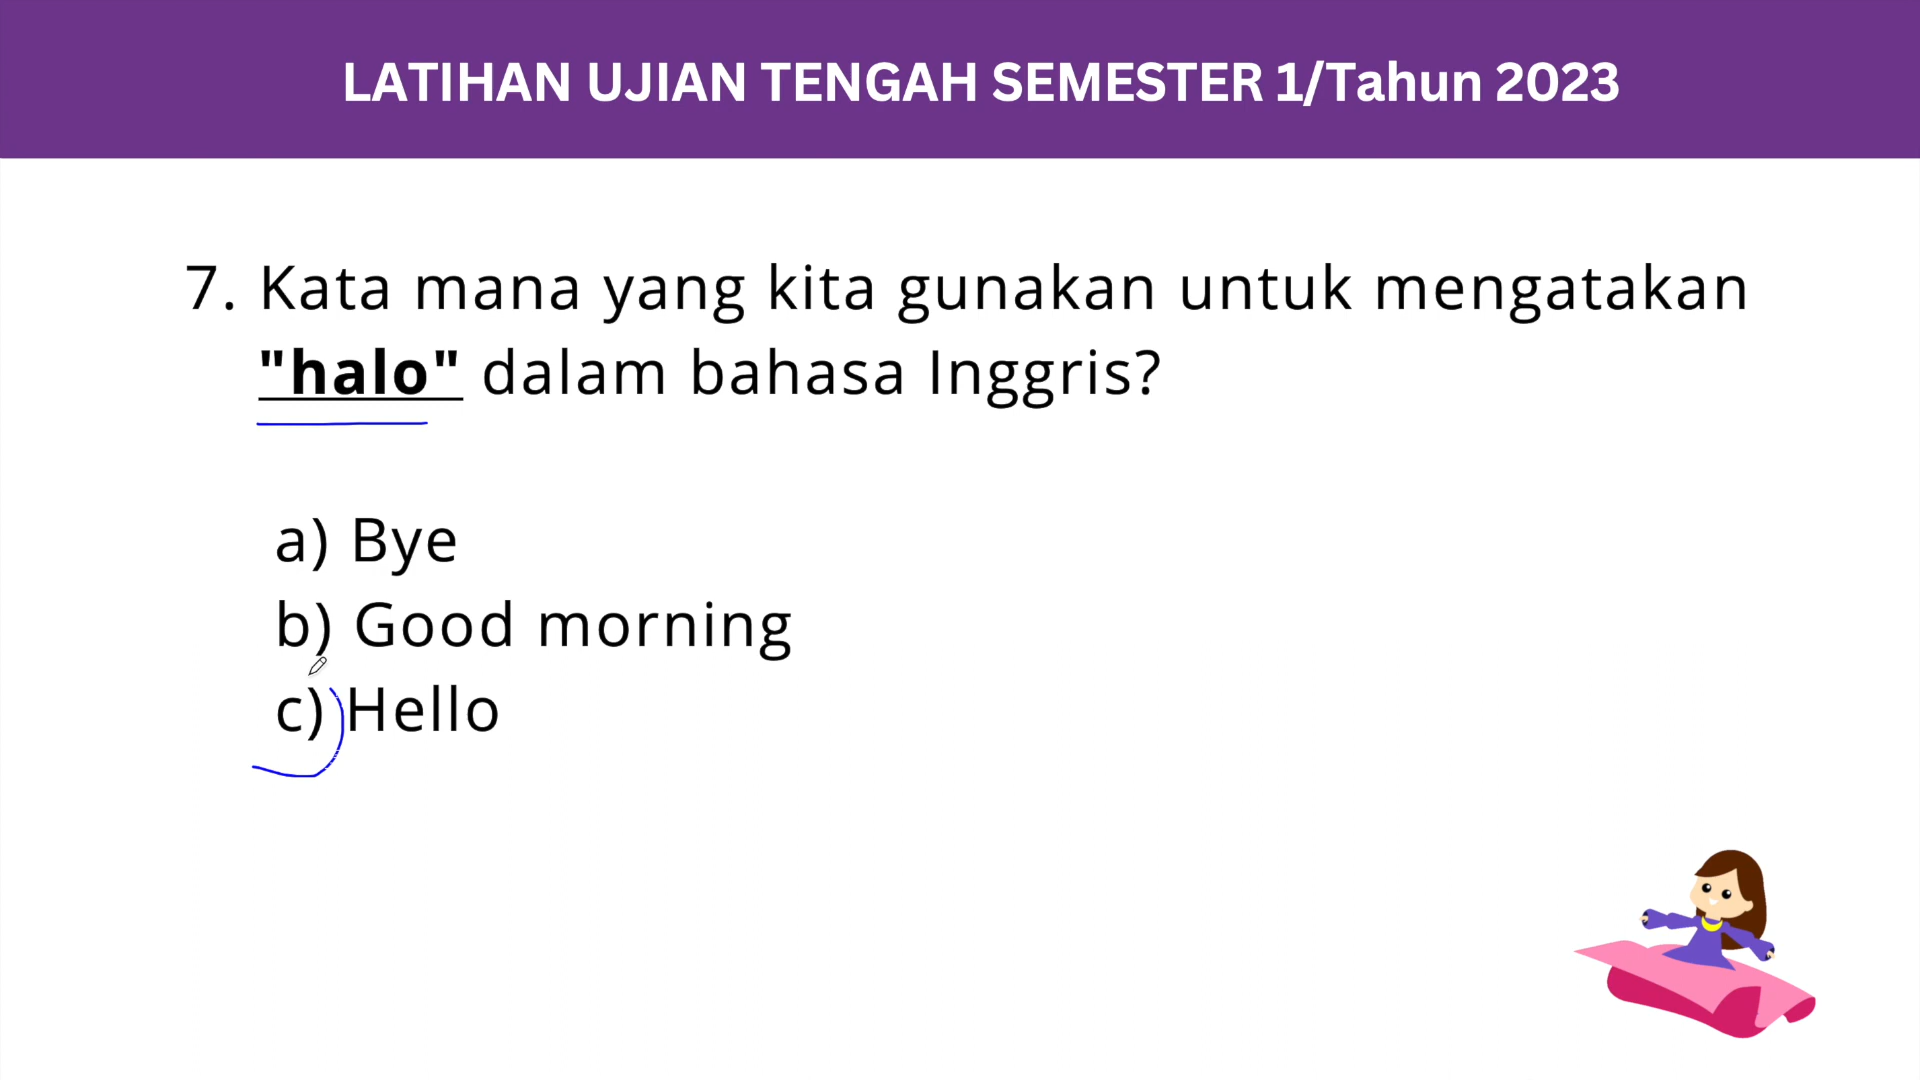 LATIHAN UJIAN TENGAH SEMESTER 1/Tahun 2023
7. Kata mana yang kita gunakan untuk mengatakan
"halo" dalam bahasa Inggris?
a) Bye
b) Good morning
c) Hello